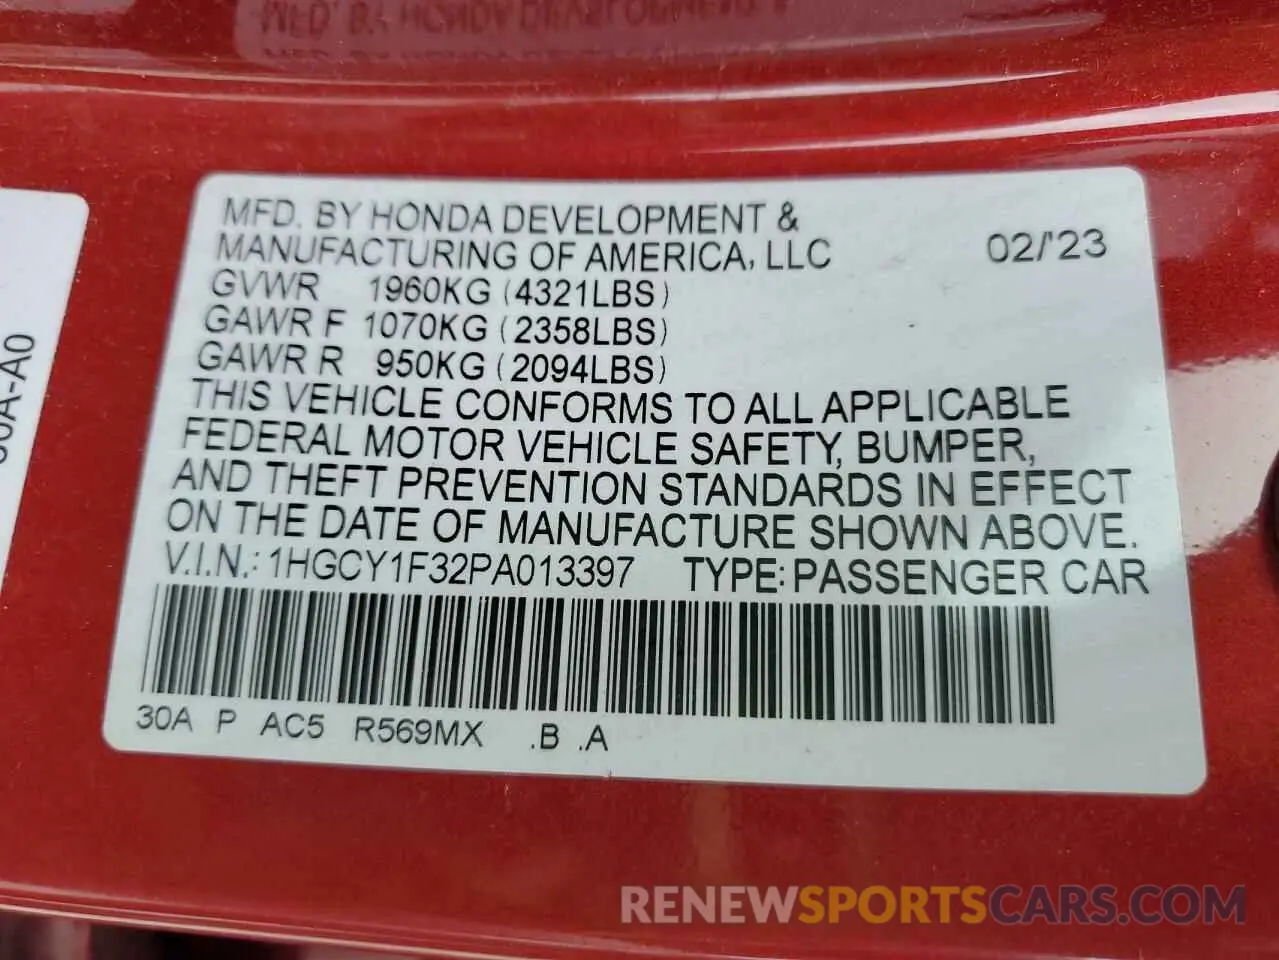 MFD. BY HONDA DEVELOPMENT &
MANUFACTURING OF AMERICA, LLC 02/'23
GVWR 1960KG (4321LBS)
GAWR F 1070KG (2358LBS)
GAWR R 950KG (2094LBS)
THIS VEHICLE CONFORMS TO ALL APPLICABLE
FEDERAL MOTOR VEHICLE SAFETY, BUMPER,
AND THEFT PREVENTION STANDARDS IN EFFECT
ON THE DATE OF MANUFACTURE SHOWN ABOVE.
V.I.N.: 1HGCY1F32PA013397 TYPE: PASSENGER CAR
30A P AC5 R569MX .B .A
RENEWSPORTSCARS.COM